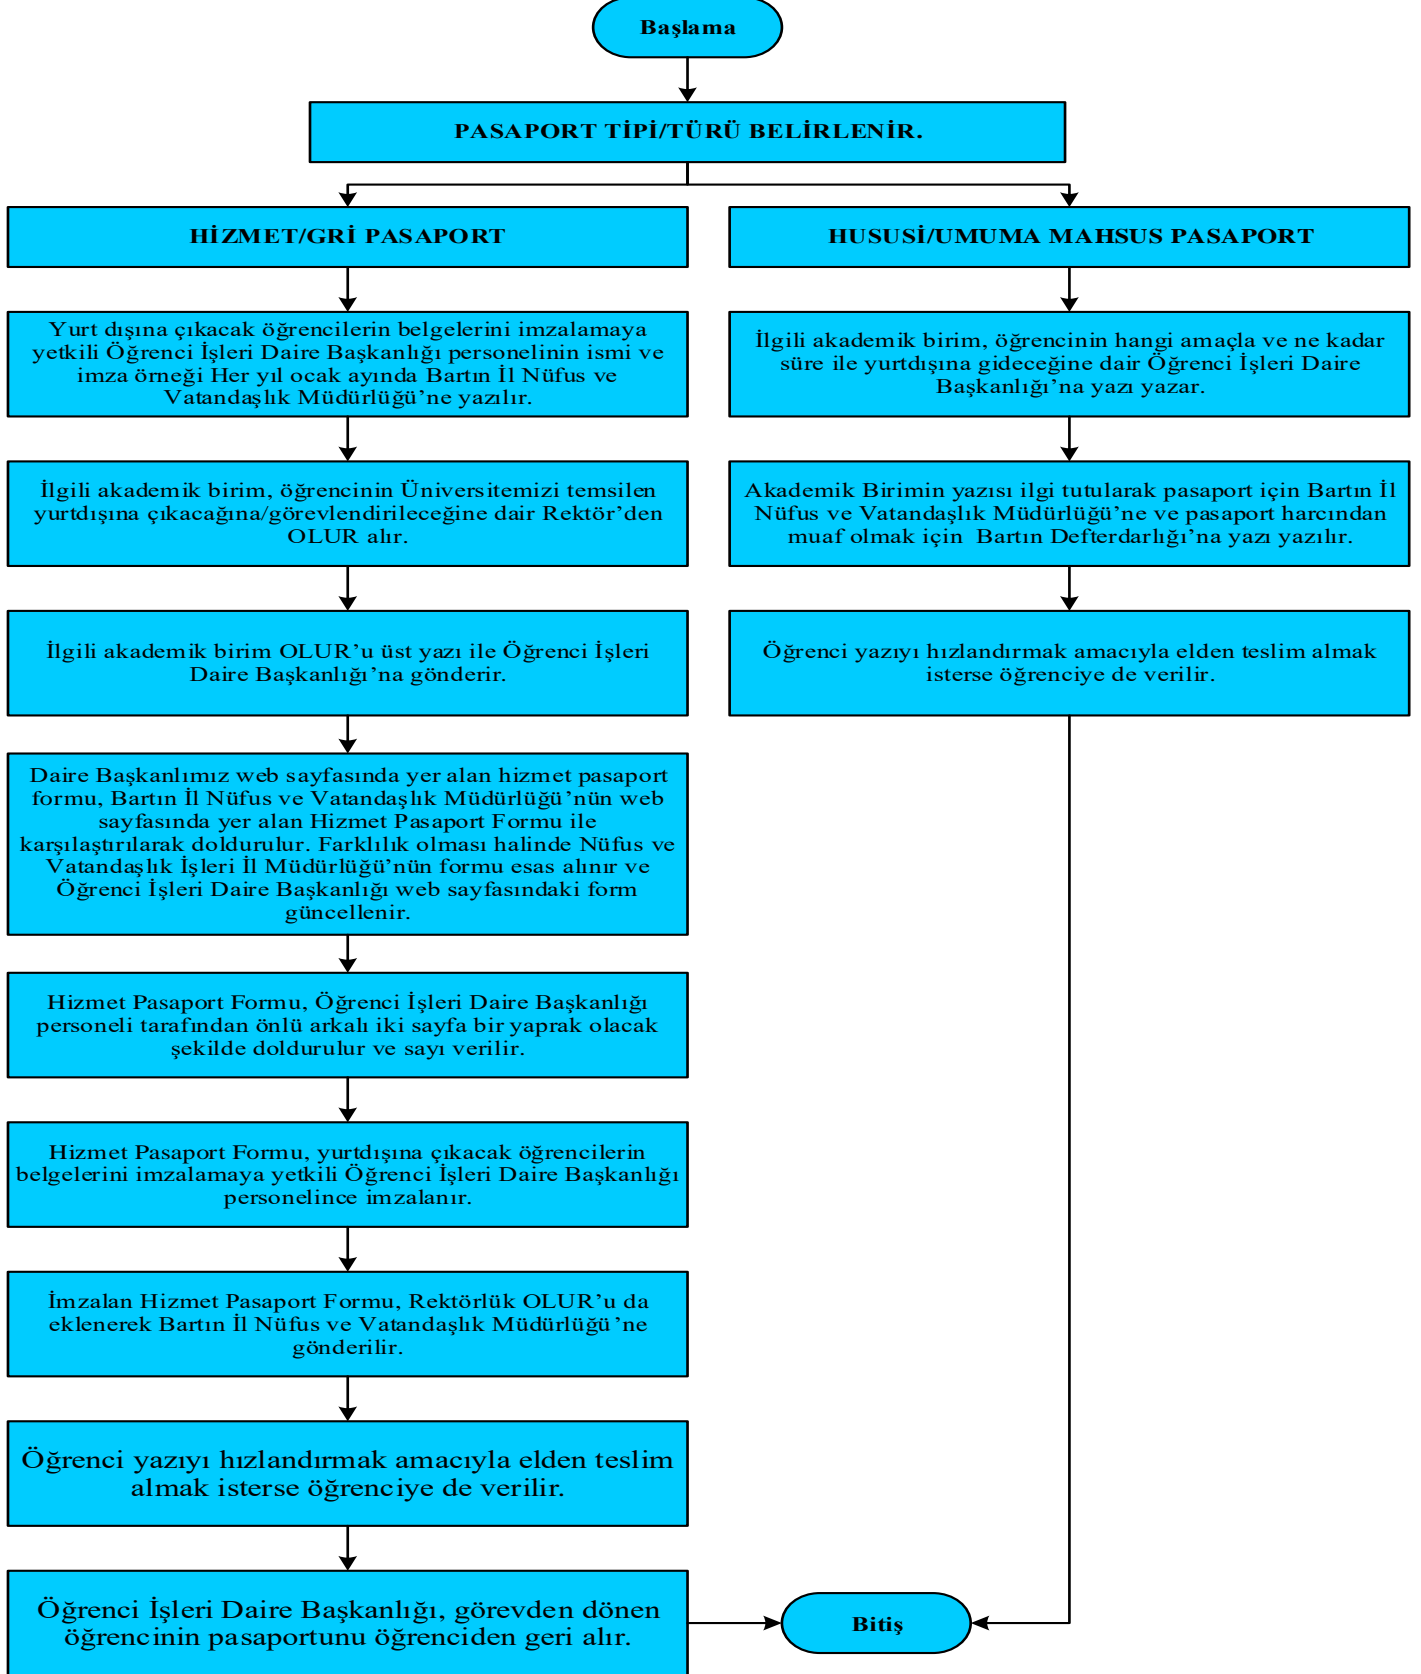 Başlama
PASAPORT TİPİ/TÜRÜ BELİRLENİR.
HİZMET/GRİ PASAPORT
Yurt dışına çıkacak öğrencilerin belgelerini imzalamaya
yetkili Öğrenci İşleri Daire Başkanlığı personelinin ismi ve
imza örneği Her yıl ocak ayında Bartın İl Nüfus ve
Vatandaşlık Müdürlüğü’ne yazılır.
İlgili akademik birim, öğrencinin Üniversitemizi temsilen
yurtdışına çıkacağına/görevlendirileceğine dair Rektör’den
OLUR alır.
İlgili akademik birim OLUR’u üst yazı ile Öğrenci İşleri
Daire Başkanlığı’na gönderir.
Daire Başkanlımız web sayfasında yer alan hizmet pasaport
formu, Bartın İl Nüfus ve Vatandaşlık Müdürlüğü’nün web
sayfasında yer alan Hizmet Pasaport Formu ile
karşılaştırılarak doldurulur. Farklılık olması halinde Nüfus ve
Vatandaşlık İşleri İl Müdürlüğü’nün formu esas alınır ve
Öğrenci İşleri Daire Başkanlığı web sayfasındaki form
güncellenir.
Hizmet Pasaport Formu, Öğrenci İşleri Daire Başkanlığı
personeli tarafından önlü arkalı iki sayfa bir yaprak olacak
şekilde doldurulur ve sayı verilir.
Hizmet Pasaport Formu, yurtdışına çıkacak öğrencilerin
belgelerini imzalamaya yetkili Öğrenci İşleri Daire Başkanlığı
personelince imzalanır.
İmzalan Hizmet Pasaport Formu, Rektörlük OLUR’u da
eklenerek Bartın İl Nüfus ve Vatandaşlık Müdürlüğü’ne
gönderilir.
Öğrenci yazıyı hızlandırmak amacıyla elden teslim
almak isterse öğrenciye de verilir.
Öğrenci İşleri Daire Başkanlığı, görevden dönen
öğrencinin pasaportunu öğrenciden geri alır.
HUSUSİ/UMUMA MAHSUS PASAPORT
İlgili akademik birim, öğrencinin hangi amaçla ve ne kadar
süre ile yurtdışına gideceğine dair Öğrenci İşleri Daire
Başkanlığı’na yazı yazar.
Akademik Birimin yazısı ilgi tutularak pasaport için Bartın İl
Nüfus ve Vatandaşlık Müdürlüğü’ne ve pasaport harcından
muaf olmak için Bartın Defterdarlığı’na yazı yazılır.
Öğrenci yazıyı hızlandırmak amacıyla elden teslim almak
isterse öğrenciye de verilir.
Bitiş